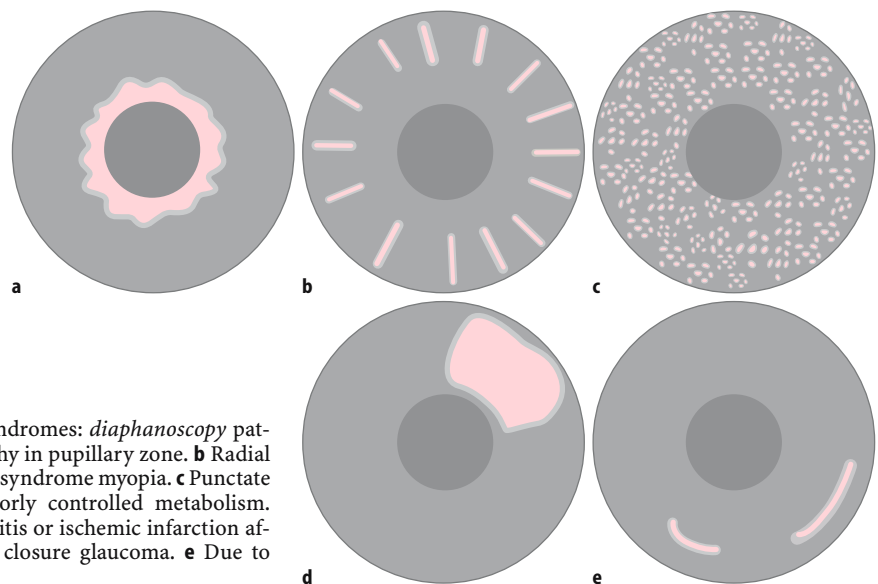 a
b
c
ndromes: diaphanoscopy pat-
hy in pupillary zone. b Radial
syndrome myopia. c Punctate
orly controlled metabolism.
itis or ischemic infarction af-
closure glaucoma. e Due to
d
e